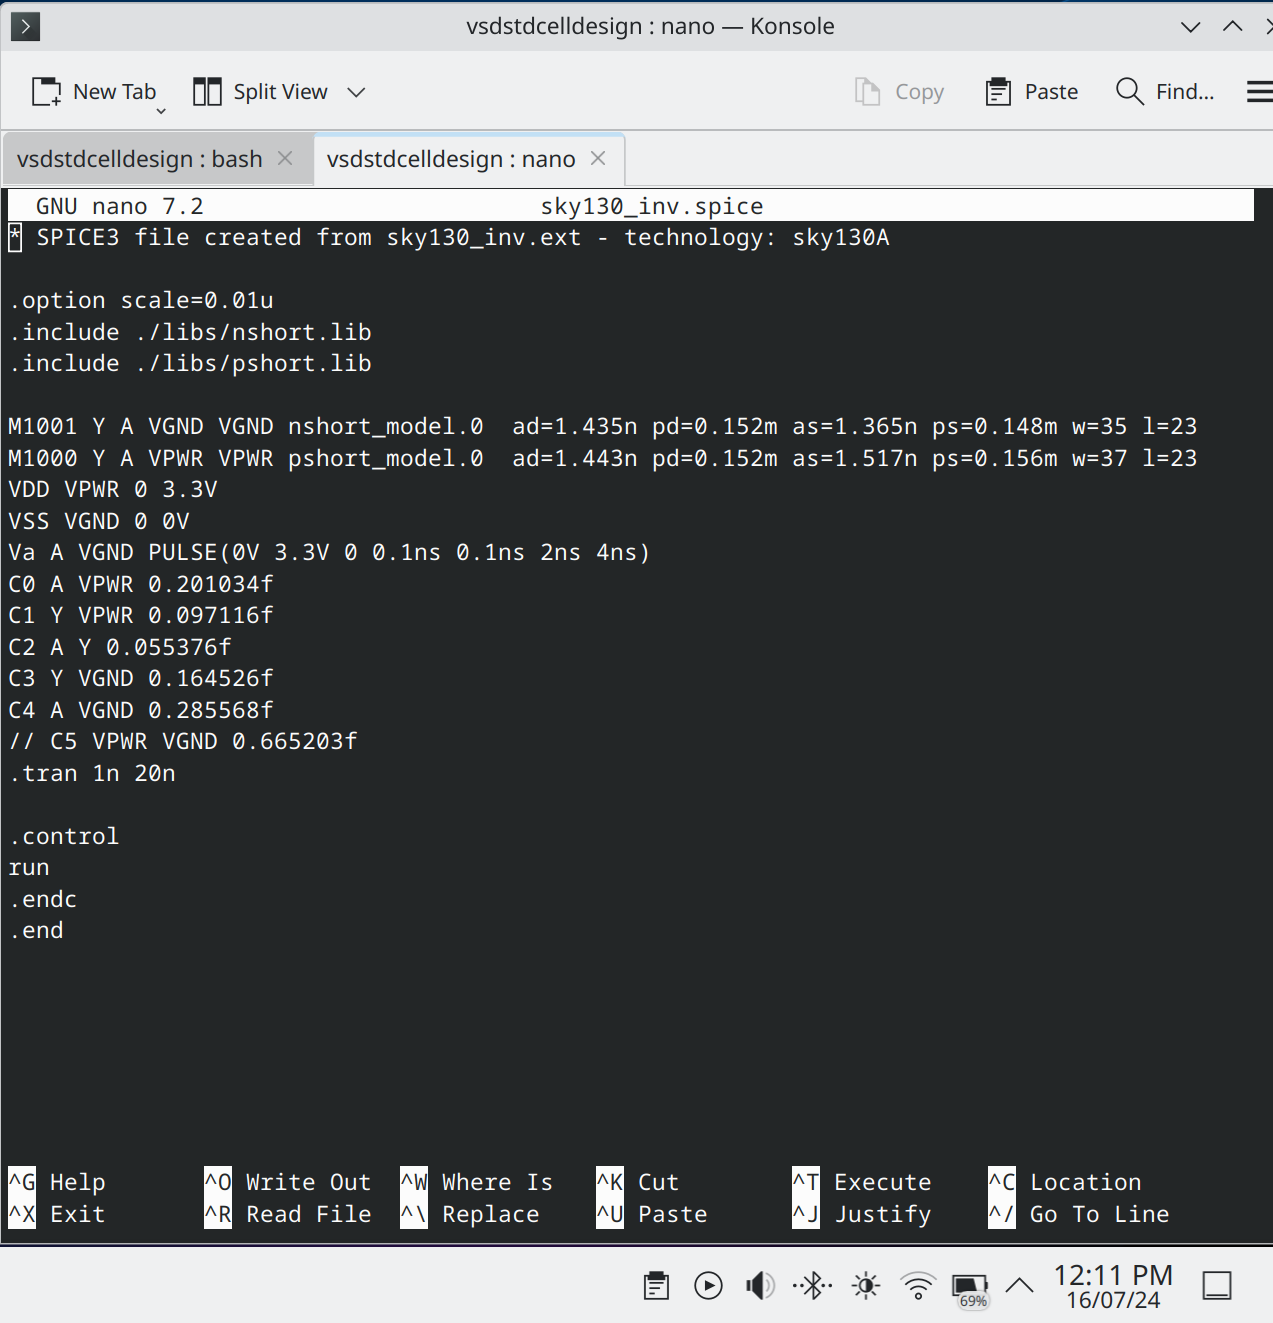 vsdstdcelldesign : nano — Konsole
New Tab Split View Copy Paste Find...
vsdstdcelldesign : bash vsdstdcelldesign : nano
GNU nano 7.2 sky130_inv.spice
* SPICE3 file created from sky130_inv.ext - technology: sky130A
.option scale=0.01u
.include ./libs/nshort.lib
.include ./libs/pshort.lib
M1001 Y A VGND VGND nshort_model.0  ad=1.435n pd=0.152m as=1.365n ps=0.148m w=35 l=23
M1000 Y A VPWR VPWR pshort_model.0  ad=1.443n pd=0.152m as=1.517n ps=0.156m w=37 l=23
VDD VPWR 0 3.3V
VSS VGND 0 0V
Va A VGND PULSE(0V 3.3V 0 0.1ns 0.1ns 2ns 4ns)
C0 A VPWR 0.201034f
C1 Y VPWR 0.097116f
C2 A Y 0.055376f
C3 Y VGND 0.164526f
C4 A VGND 0.285568f
// C5 VPWR VGND 0.665203f
.tran 1n 20n
.control
run
.endc
.end
^G Help ^O Write Out ^W Where Is ^K Cut ^T Execute ^C Location
^X Exit ^R Read File ^\ Replace ^U Paste ^J Justify ^/ Go To Line
12:11 PM
69% 16/07/24